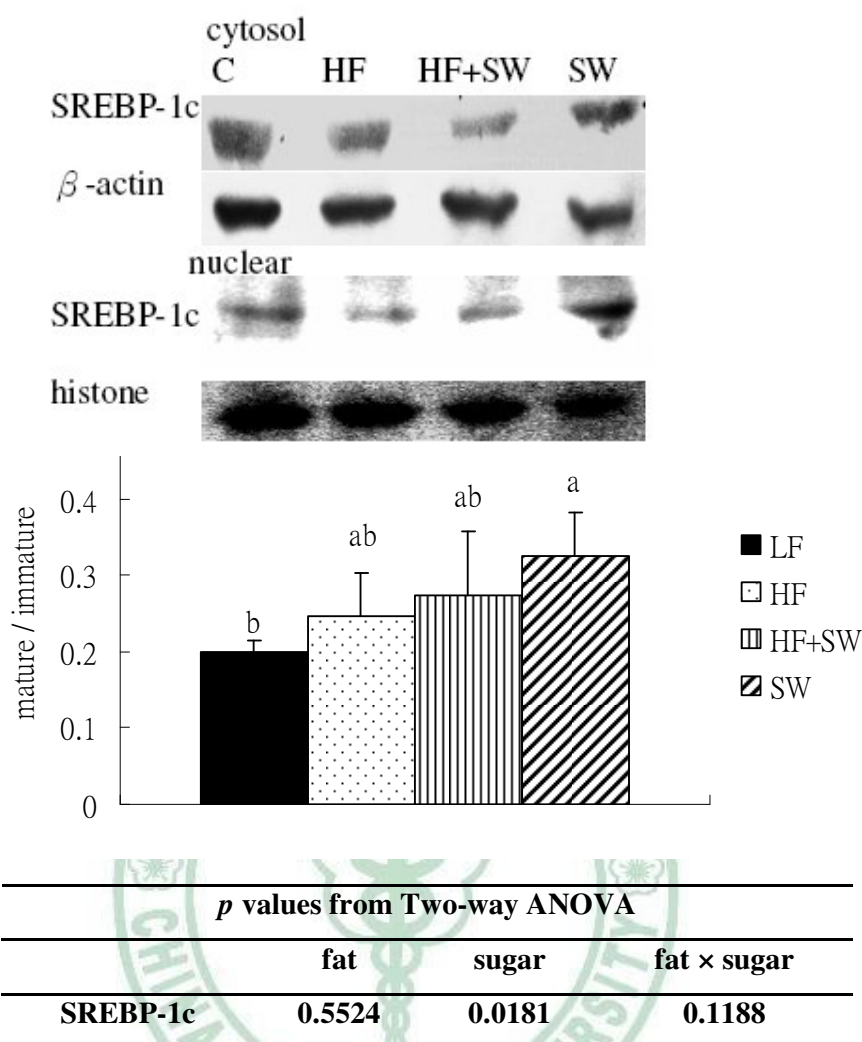 cytosol
C HF HF+SW SW
SREBP-1c
β-actin
nuclear
SREBP-1c
histone
mature / immature
0.4
0.3
0.2
0.1
0
b
ab
ab
a
LF
HF
HF+SW
SW
p values from Two-way ANOVA
fat sugar fat × sugar
SREBP-1c 0.5524 0.0181 0.1188